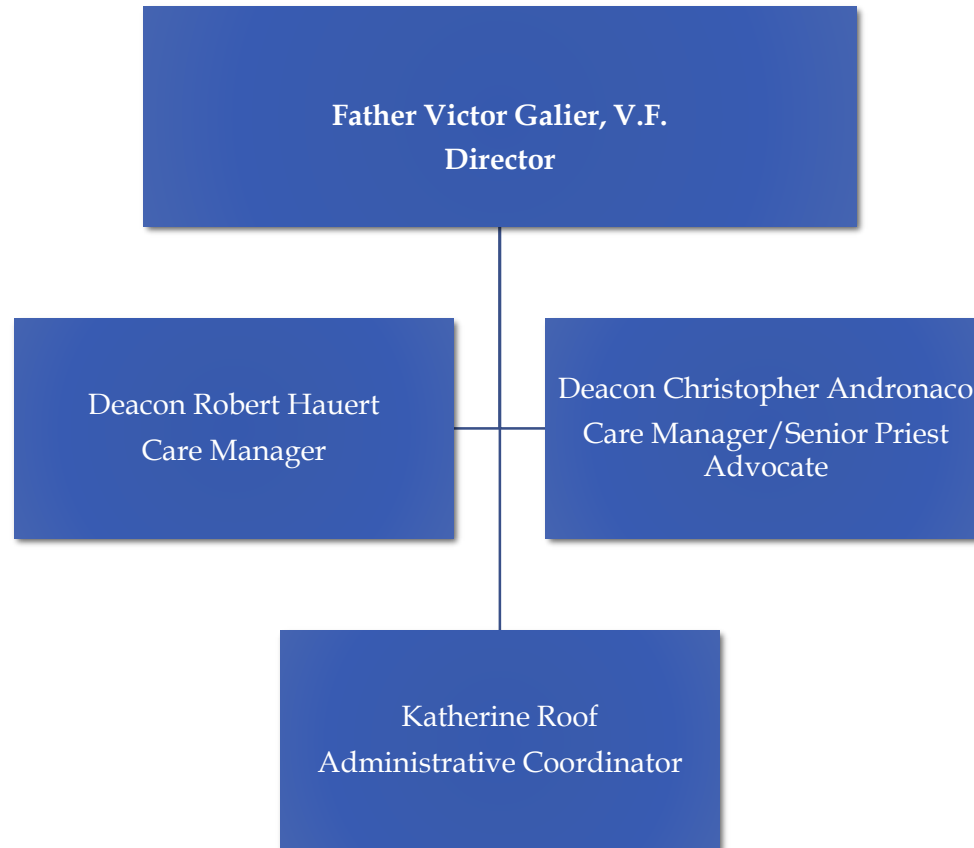 Father Victor Galier, V.F.
Director
Deacon Robert Hauert
Care Manager
Deacon Christopher Andronaco
Care Manager/Senior Priest
Advocate
Katherine Roof
Administrative Coordinator